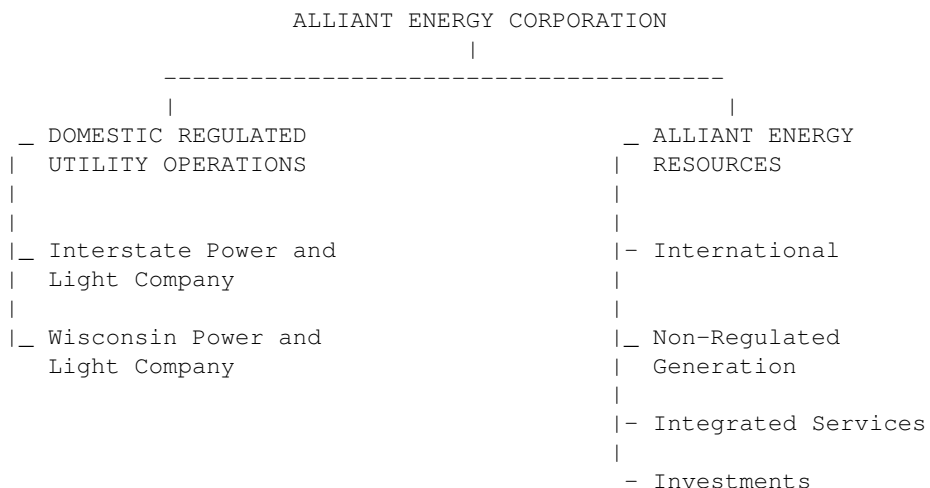 ALLIANT ENERGY CORPORATION
DOMESTIC REGULATED
UTILITY OPERATIONS
Interstate Power and
Light Company
Wisconsin Power and
Light Company
ALLIANT ENERGY
RESOURCES
International
Non-Regulated
Generation
Integrated Services
Investments